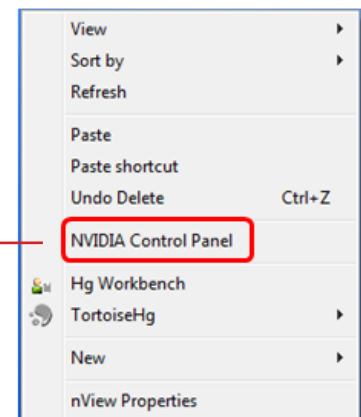 View
Sort by
Refresh
Paste
Paste shortcut
Undo Delete Ctrl+Z
NVIDIA Control Panel
Hg Workbench
TortoiseHg
New
nView Properties